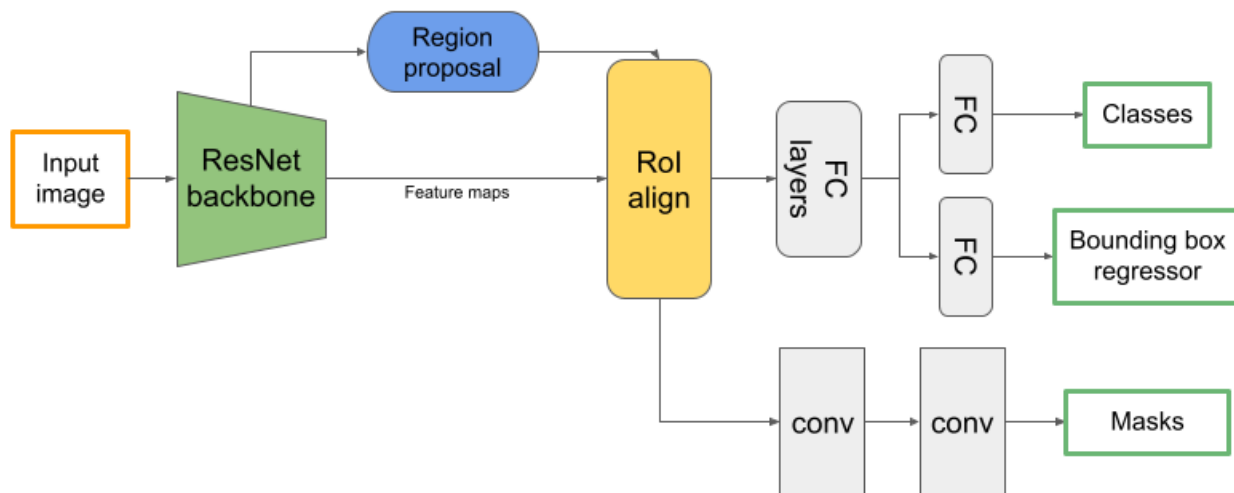 Region
proposal
Input
image
ResNet
backbone
Feature maps
RoI
align
FC
layers
FC
Classes
FC
Bounding box
regressor
conv
conv
Masks